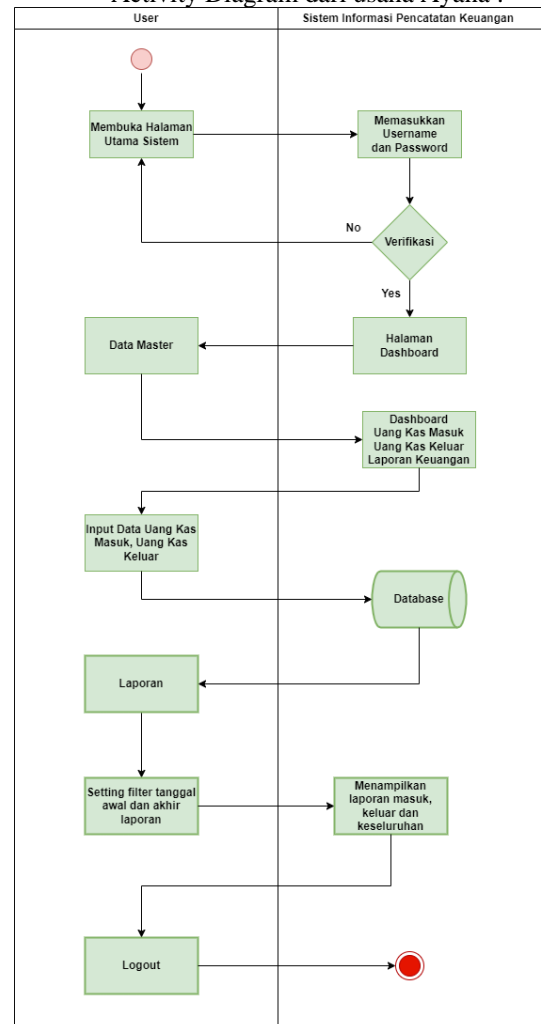 Activity Diagram dari usaha Ayana :
User
Sistem Informasi Pencatatan Keuangan
Membuka Halaman
Utama Sistem
Memasukkan
Username
dan Password
No
Verifikasi
Yes
Data Master
Halaman
Dashboard
Dashboard
Uang Kas Masuk
Uang Kas Keluar
Laporan Keuangan
Input Data Uang Kas
Masuk, Uang Kas
Keluar
Database
Laporan
Setting filter tanggal
awal dan akhir
laporan
Menampilkan
laporan masuk,
keluar dan
keseluruhan
Logout